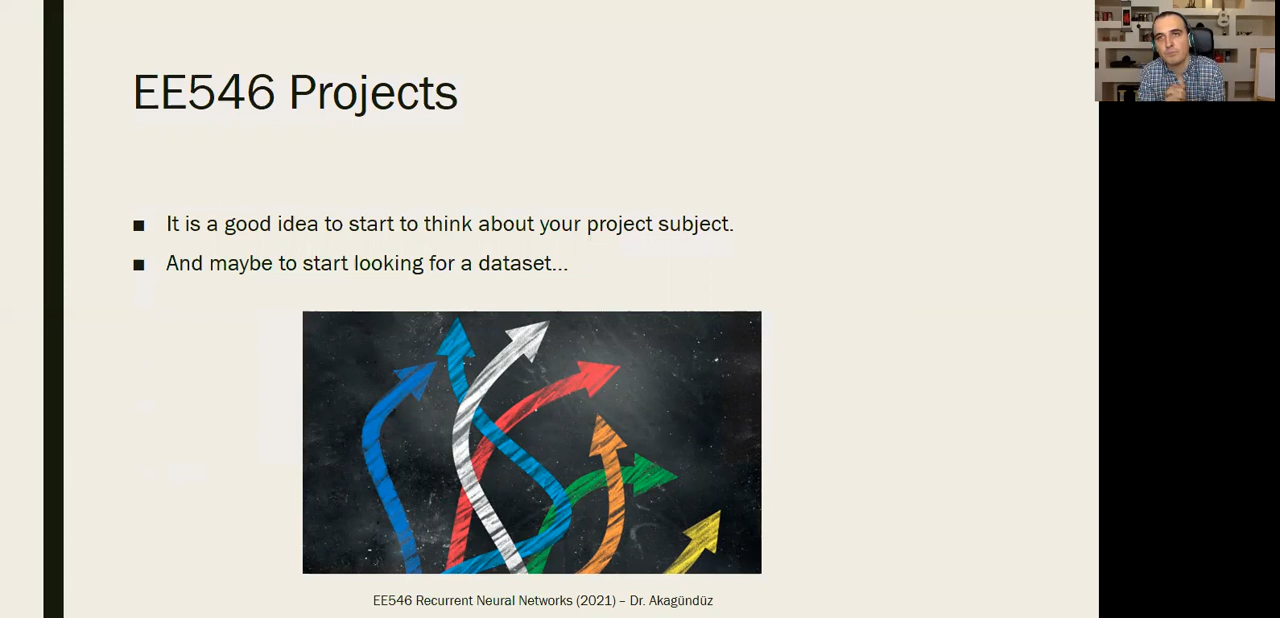 EE546 Projects
■ It is a good idea to start to think about your project subject.
■ And maybe to start looking for a dataset...
EE546 Recurrent Neural Networks (2021) – Dr. Akagündüz